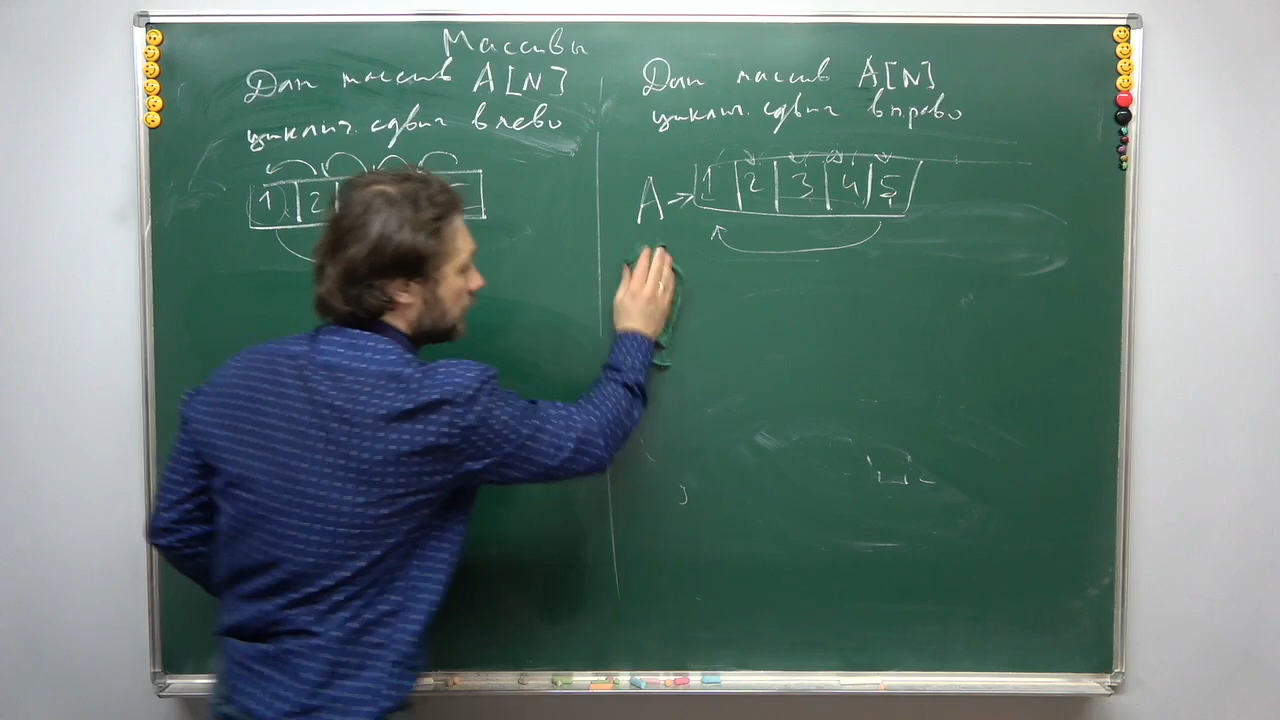 Массивы
Дан массив A[N]
циклич. сдвиг влево
1 2
Дан массив A[N]
циклич. сдвиг вправо
A→ 1 2 3 4 5